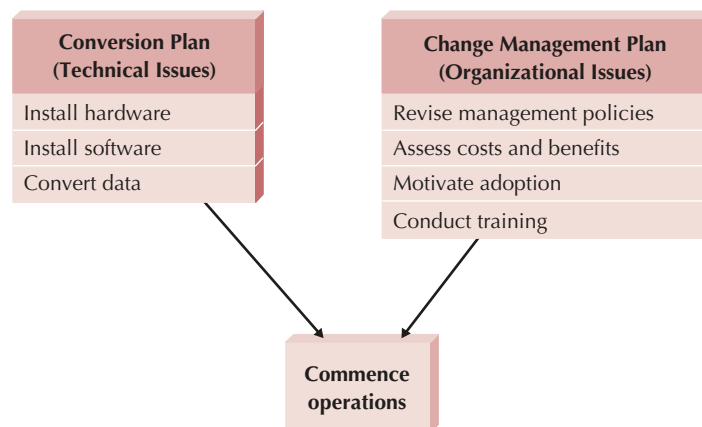 Conversion Plan
(Technical Issues)
Install hardware
Install software
Convert data
Change Management Plan
(Organizational Issues)
Revise management policies
Assess costs and benefits
Motivate adoption
Conduct training
Commence
operations